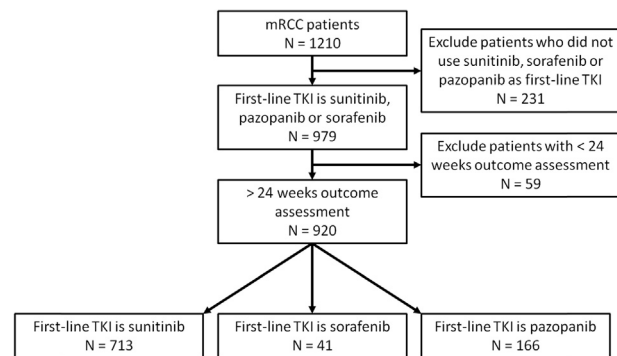 mRCC patients
N = 1210
Exclude patients who did not
use sunitinib, sorafenib or
pazopanib as first-line TKI
N = 231
First-line TKI is sunitinib,
pazopanib or sorafenib
N = 979
Exclude patients with < 24
weeks outcome assessment
N = 59
> 24 weeks outcome
assessment
N = 920
First-line TKI is sunitinib
N = 713
First-line TKI is sorafenib
N = 41
First-line TKI is pazopanib
N = 166